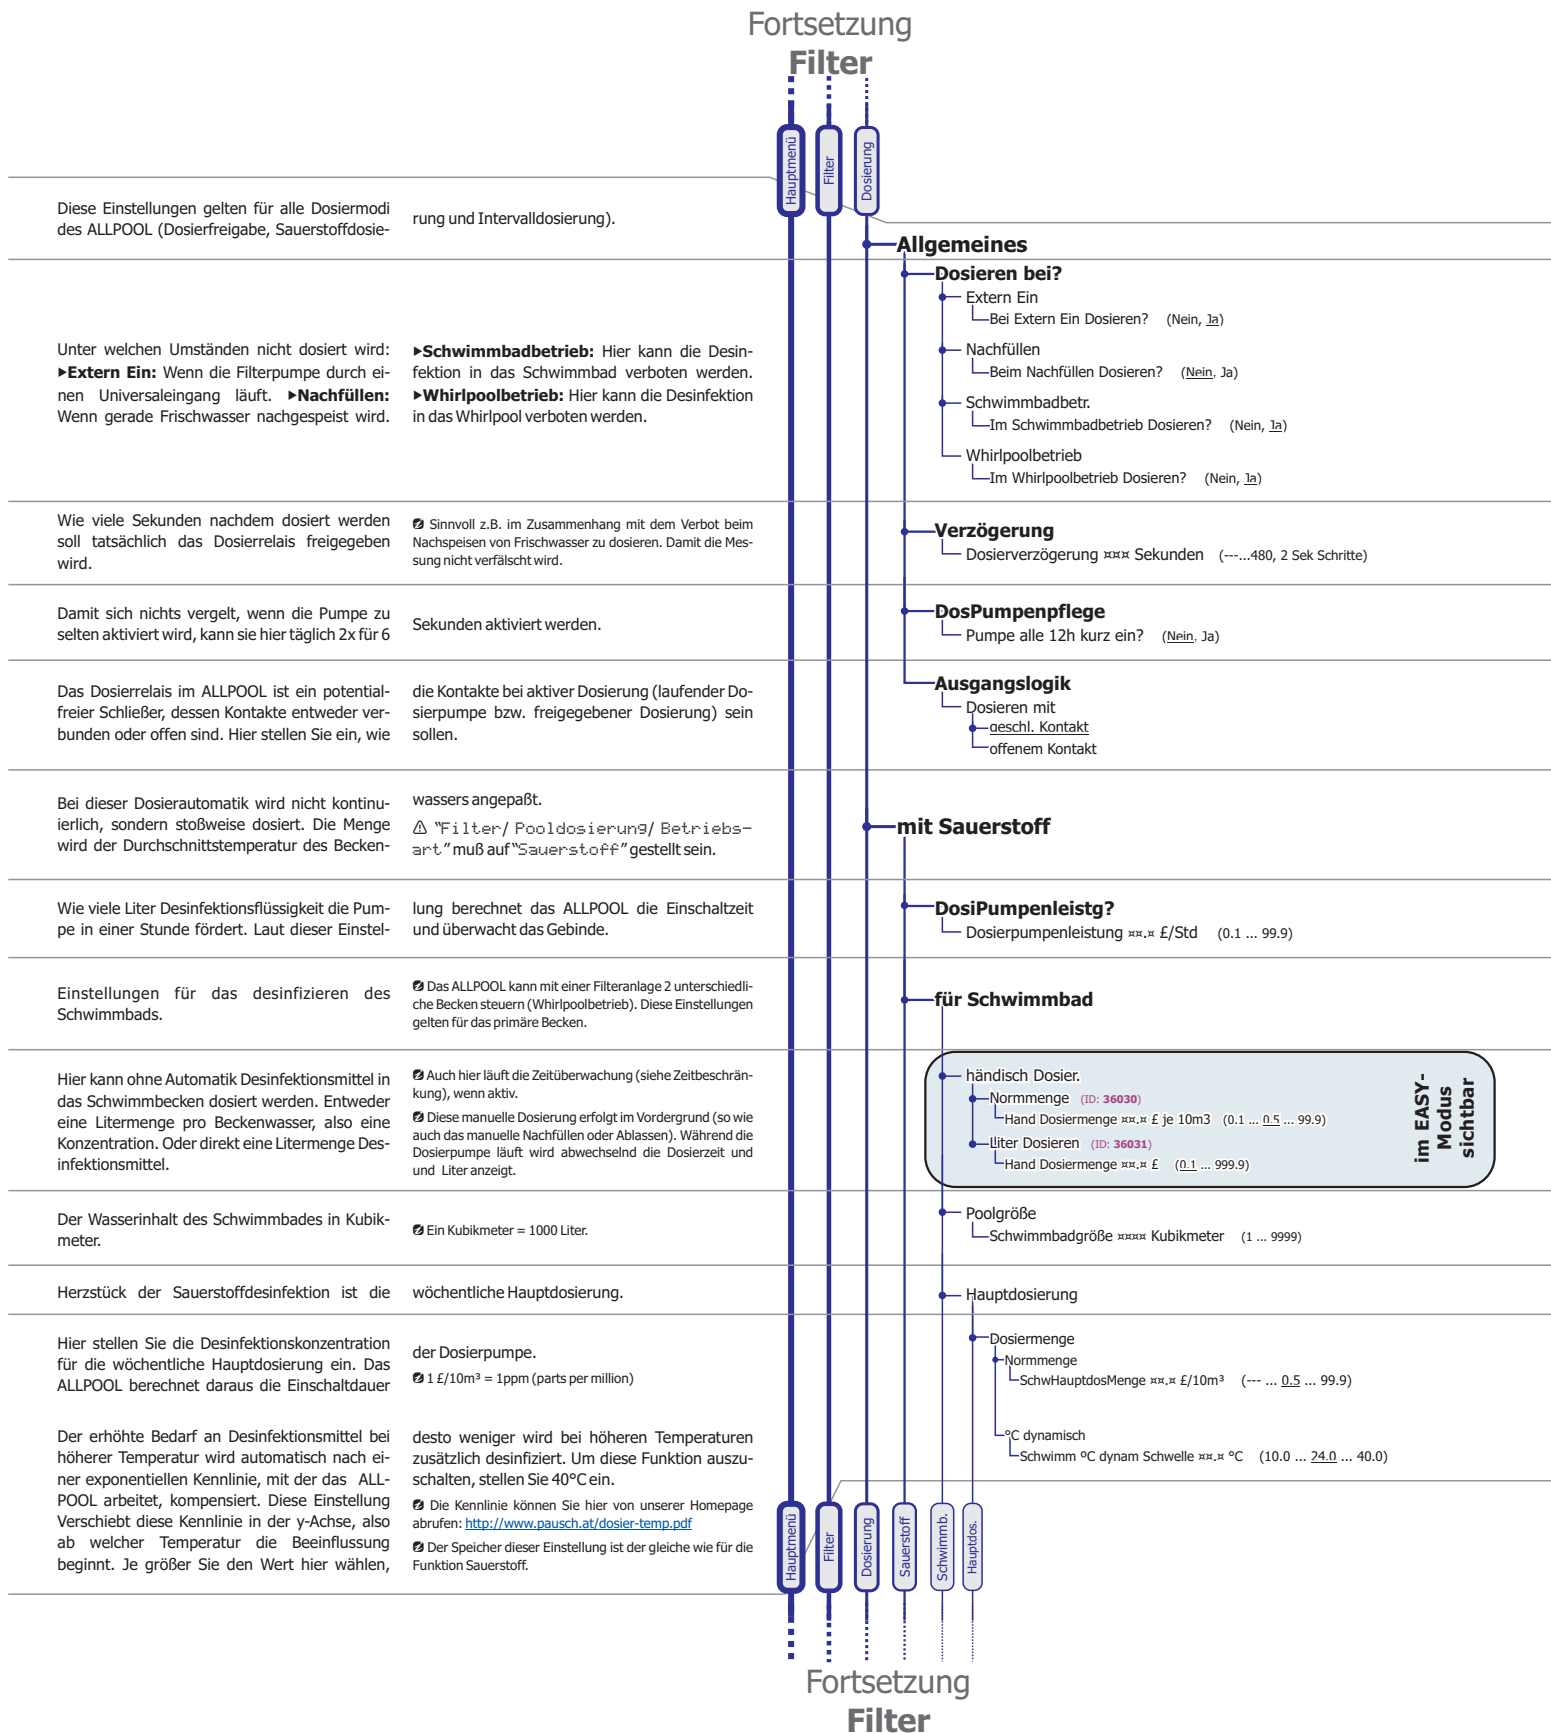 Fortsetzung
Filter
Hauptmenü
Filter
Dosierung
Diese Einstellungen gelten für alle Dosiermodi
des ALLPOOL (Dosierfreigabe, Sauerstoffdosie-
rung und Intervalldosierung).
Allgemeines
Unter welchen Umständen nicht dosiert wird:
▶Extern Ein: Wenn die Filterpumpe durch ei-
nen Universaleingang läuft. ▶Nachfüllen:
Wenn gerade Frischwasser nachgespeist wird.
▶Schwimmbadbetrieb: Hier kann die Desin-
fektion in das Schwimmbad verboten werden.
▶Whirlpoolbetrieb: Hier kann die Desinfektion
in das Whirlpool verboten werden.
Dosieren bei?
Extern Ein
Bei Extern Ein Dosieren? (Nein, Ja)
Nachfüllen
Beim Nachfüllen Dosieren? (Nein, Ja)
Schwimmbadbetr.
Im Schwimmbadbetrieb Dosieren? (Nein, Ja)
Whirlpoolbetrieb
Im Whirlpoolbetrieb Dosieren? (Nein, Ja)
Wie viele Sekunden nachdem dosiert werden
soll tatsächlich das Dosierrelais freigegeben
wird.
Sinnvoll z.B. im Zusammenhang mit dem Verbot beim
Nachspeisen von Frischwasser zu dosieren. Damit die Mes-
sung nicht verfälscht wird.
Verzögerung
Dosierverzögerung ¤¤¤ Sekunden (---...480, 2 Sek Schritte)
Damit sich nichts vergelt, wenn die Pumpe zu
selten aktiviert wird, kann sie hier täglich 2x für 6
Sekunden aktiviert werden.
DosPumpenpflege
Pumpe alle 12h kurz ein? (Nein, Ja)
Das Dosierrelais im ALLPOOL ist ein potential-
freier Schließer, dessen Kontakte entweder ver-
bunden oder offen sind. Hier stellen Sie ein, wie
die Kontakte bei aktiver Dosierung (laufender Do-
sierpumpe bzw. freigegebener Dosierung) sein
sollen.
Ausgangslogik
Dosieren mit
geschl. Kontakt
offenem Kontakt
Bei dieser Dosierautomatik wird nicht kontinu-
ierlich, sondern stoßweise dosiert. Die Menge
wird der Durchschnittstemperatur des Becken-
wassers angepaßt.
⚠ "Filter/ Pooldosierung/ Betriebs-
art" muß auf "Sauerstoff" gestellt sein.
mit Sauerstoff
Wie viele Liter Desinfektionsflüssigkeit die Pum-
pe in einer Stunde fördert. Laut dieser Einstel-
lung berechnet das ALLPOOL die Einschaltzeit
und überwacht das Gebinde.
DosiPumpenleistg?
Dosierpumpenleistung ¤¤.¤ £/Std (0.1 ... 99.9)
Einstellungen für das desinfizieren des
Schwimmbads.
Das ALLPOOL kann mit einer Filteranlage 2 unterschiedli-
che Becken steuern (Whirlpoolbetrieb). Diese Einstellungen
gelten für das primäre Becken.
für Schwimmbad
Hier kann ohne Automatik Desinfektionsmittel in
das Schwimmbecken dosiert werden. Entweder
eine Litermenge pro Beckenwasser, also eine
Konzentration. Oder direkt eine Litermenge Des-
infektionsmittel.
Auch hier läuft die Zeitüberwachung (siehe Zeitbeschrän-
kung), wenn aktiv.
Diese manuelle Dosierung erfolgt im Vordergrund (so wie
auch das manuelle Nachfüllen oder Ablassen). Während die
Dosierpumpe läuft wird abwechselnd die Dosierzeit und
und Liter anzeigt.
händisch Dosier.
Normmenge (ID: 36030)
Hand Dosiermenge ¤¤.¤ £ je 10m3 (0.1 ... 0.5 ... 99.9)
Liter Dosieren (ID: 36031)
Hand Dosiermenge ¤¤.¤ £ (0.1 ... 999.9)
im EASY-
Modus
sichtbar
Der Wasserinhalt des Schwimmbades in Kubik-
meter.
Ein Kubikmeter = 1000 Liter.
Poolgröße
Schwimmbadgröße ¤¤¤¤ Kubikmeter (1 ... 9999)
Herzstück der Sauerstoffdesinfektion ist die
wöchentliche Hauptdosierung.
Hauptdosierung
Hier stellen Sie die Desinfektionskonzentration
für die wöchentliche Hauptdosierung ein. Das
ALLPOOL berechnet daraus die Einschaltdauer
der Dosierpumpe.
1 £/10m³ = 1ppm (parts per million)
Dosiermenge
Normmenge
SchwHauptdosMenge ¤¤.¤ £/10m³ (--- ... 0.5 ... 99.9)
Der erhöhte Bedarf an Desinfektionsmittel bei
höherer Temperatur wird automatisch nach ei-
ner exponentiellen Kennlinie, mit der das ALL-
POOL arbeitet, kompensiert. Diese Einstellung
Verschiebt diese Kennlinie in der y-Achse, also
ab welcher Temperatur die Beeinflussung
beginnt. Je größer Sie den Wert hier wählen,
desto weniger wird bei höheren Temperaturen
zusätzlich desinfiziert. Um diese Funktion auszu-
schalten, stellen Sie 40°C ein.
Die Kennlinie können Sie hier von unserer Homepage
abrufen: http://www.pausch.at/dosier-temp.pdf
Der Speicher dieser Einstellung ist der gleiche wie für die
Funktion Sauerstoff.
°C dynamisch
Schwimm °C dynam Schwelle ¤¤.¤ °C (10.0 ... 24.0 ... 40.0)
Hauptmenü
Filter
Dosierung
Sauerstoff
Schwimmb.
Hauptdos.
Fortsetzung
Filter